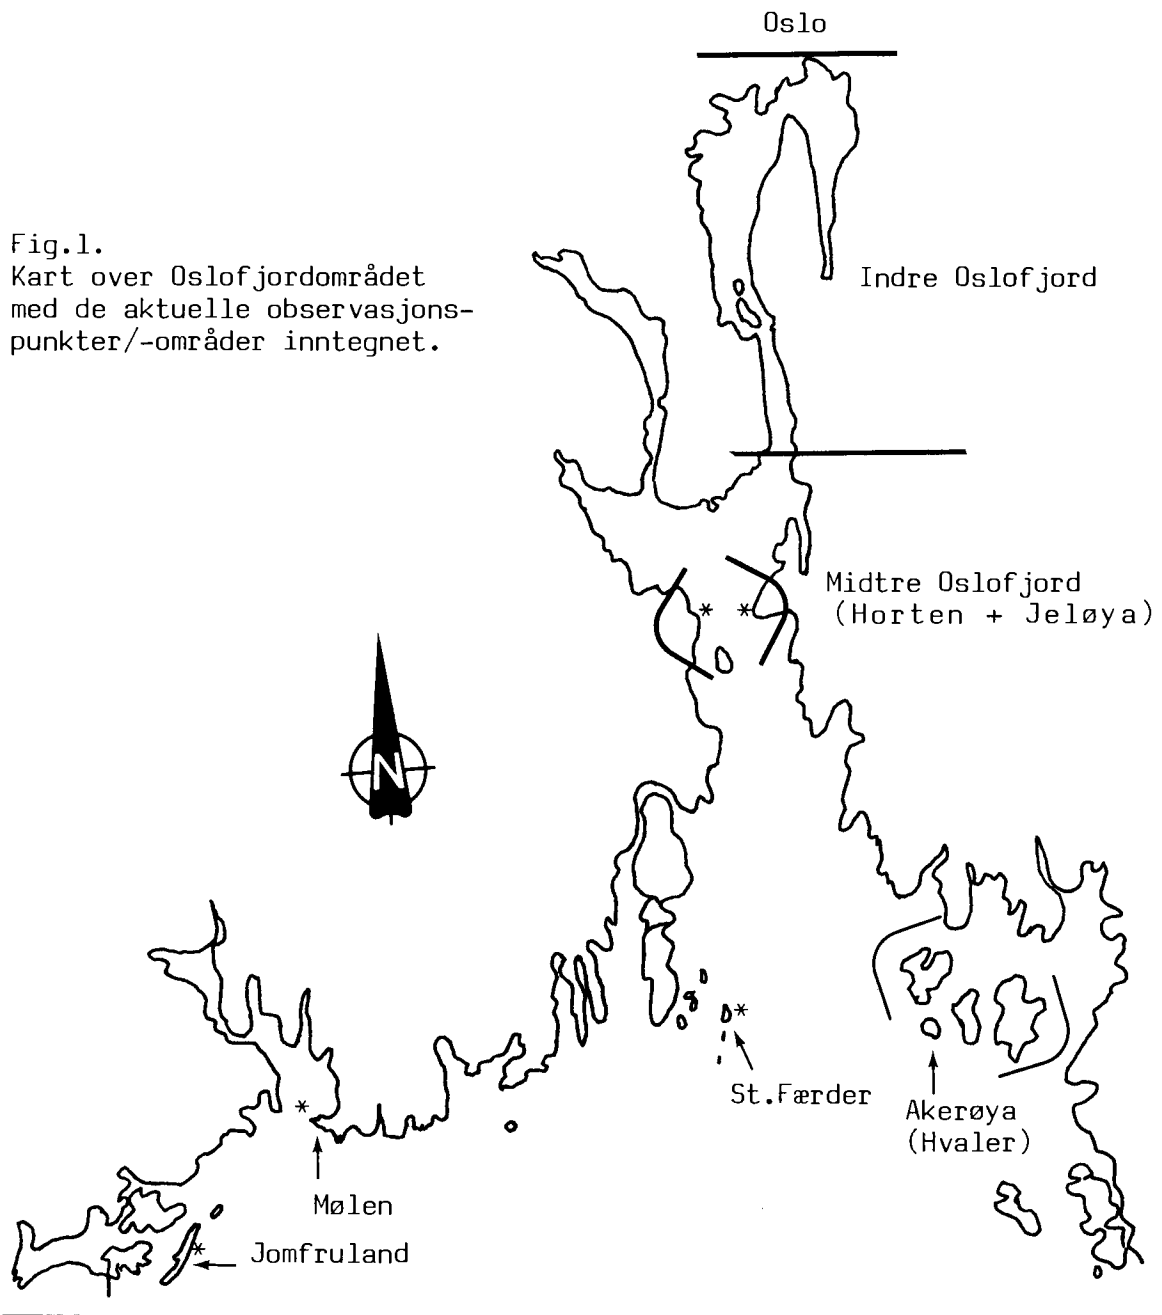 Oslo
Fig.1.
Kart over Oslofjordområdet
med de aktuelle observasjons-
punkter/-områder inntegnet.
Indre Oslofjord
Midtre Oslofjord
(Horten + Jeløya)
*
*
N
*
St.Færder
Akerøya
(Hvaler)
*
Mølen
*
Jomfruland